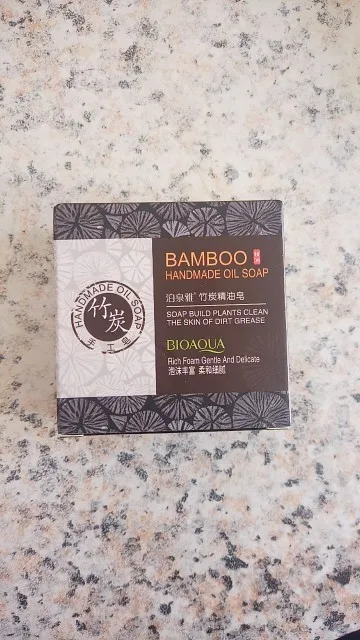 HANDMADE OIL SOAP
竹炭
手工皂
BAMBOO
HANDMADE OIL SOAP
泊泉雅® 竹炭精油皂
SOAP BUILD PLANTS CLEAN
THE SKIN OF DIRT GREASE
BIOAQUA
Rich Foam Gentle And Delicate
泡沫丰富 柔和细腻